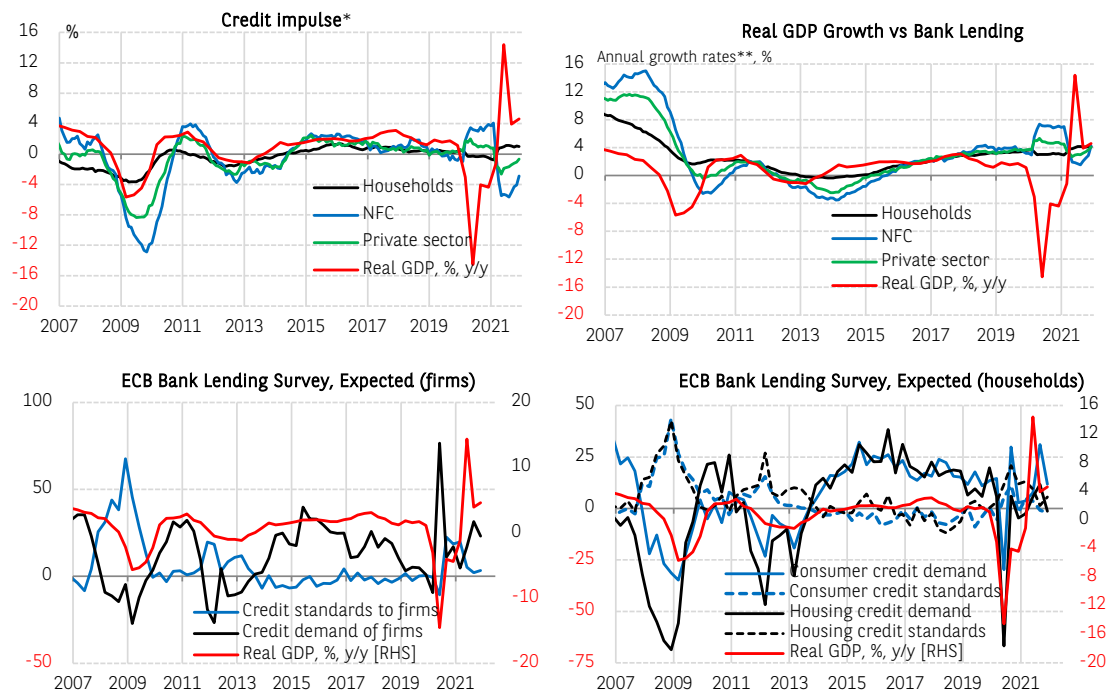 Credit impulse*
%
16
12
8
4
0
-4
-8
-12
-16
-20
Households
NFC
Private sector
Real GDP, %, y/y
2007 2009 2011 2013 2015 2017 2019 2021
Real GDP Growth vs Bank Lending
Annual growth rates**, %
16
12
8
4
0
-4
-8
-12
-16
-20
Households
NFC
Private sector
Real GDP, %, y/y
2007 2009 2011 2013 2015 2017 2019 2021
ECB Bank Lending Survey, Expected (firms)
100
50
0
-50
20
10
0
-10
-20
Credit standards to firms
Credit demand of firms
Real GDP, %, y/y [RHS]
2007 2009 2011 2013 2015 2017 2019 2021
ECB Bank Lending Survey, Expected (households)
50
25
0
-25
-50
-75
16
12
8
4
0
-4
-8
-12
-16
-20
Consumer credit demand
Consumer credit standards
Housing credit demand
Housing credit standards
Real GDP, %, y/y [RHS]
2007 2009 2011 2013 2015 2017 2019 2021